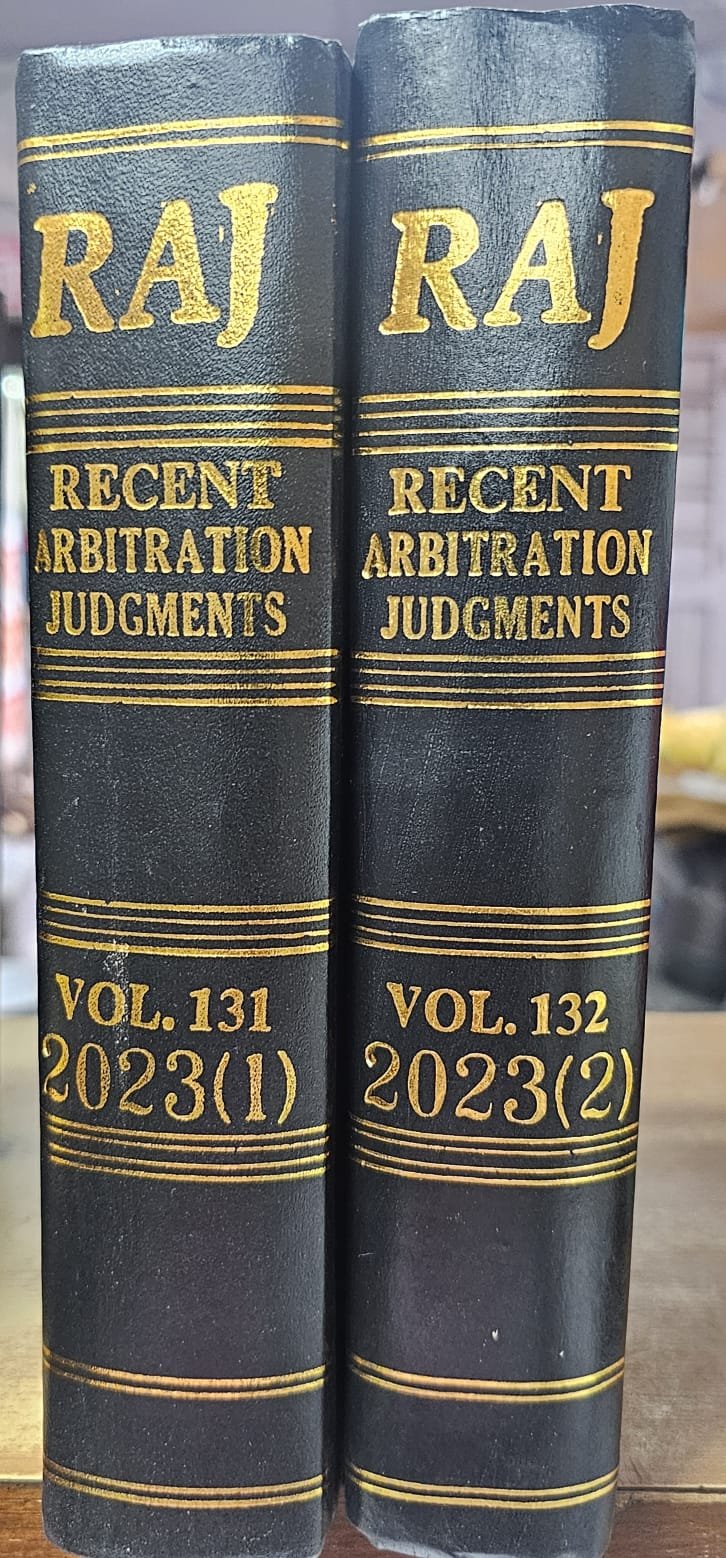 RAJ
RECENT
ARBITRATION
JUDGMENTS
VOL. 131
2023(1)
RAJ
RECENT
ARBITRATION
JUDGMENTS
VOL. 132
2023(2)